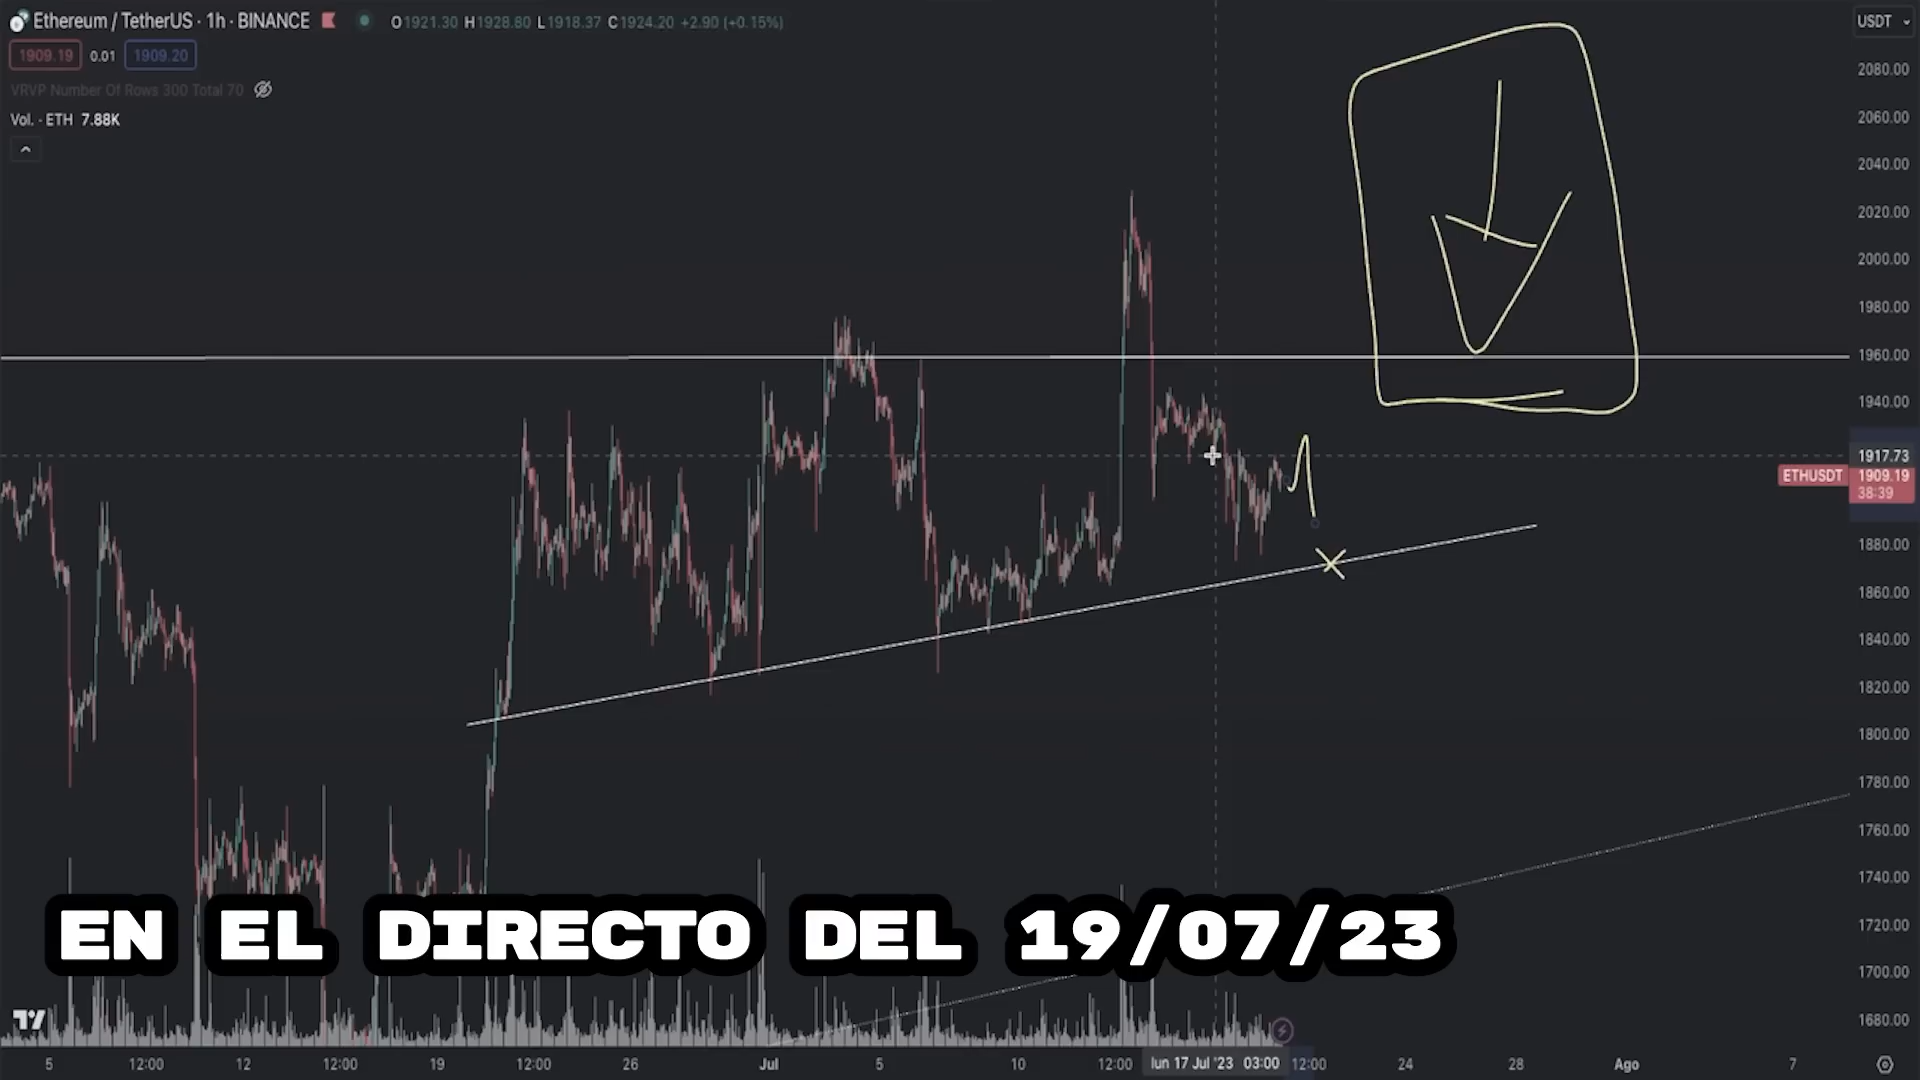 Ethereum / TetherUS · 1h · BINANCE O1921.30 H1928.80 L1918.37 C1924.20 +2.90 (+0.15%)
1909.19 0.01 1909.20
VRVP Number Of Rows 300 Total 70
Vol. · ETH 7.88K
USDT
2080.00
2060.00
2040.00
2020.00
2000.00
1980.00
1960.00
1940.00
1917.73
ETHUSDT 1909.19
38:39
1880.00
1860.00
1840.00
1820.00
1800.00
1780.00
1760.00
1740.00
1720.00
1700.00
1680.00
EN EL DIRECTO DEL 19/07/23
5 12:00 12 12:00 19 12:00 26 Jul 5 10 12:00 lun 17 Jul '23 03:00 12:00 24 28 Ago 7